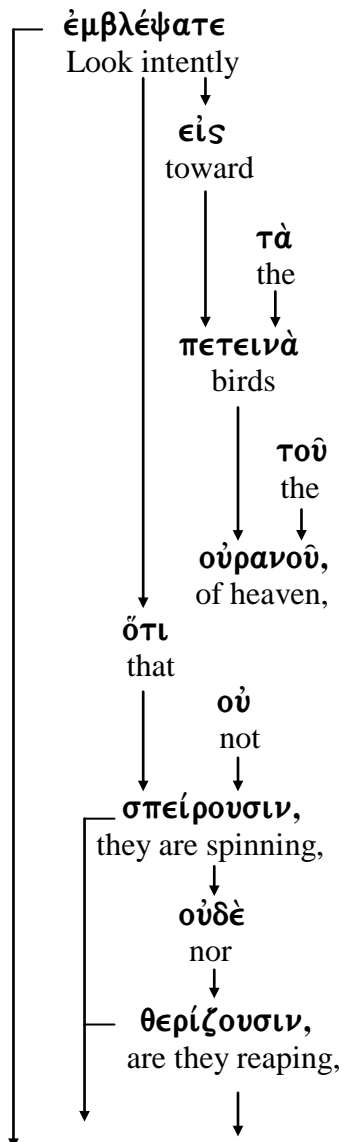 ἐμβλέψατε
Look intently
εἰς
toward
τὰ
the
πετεινὰ
birds
τοῦ
the
οὐρανοῦ,
of heaven,
ὅτι
that
οὐ
not
σπείρουσιν,
they are spinning,
οὐδὲ
nor
θερίζουσιν,
are they reaping,